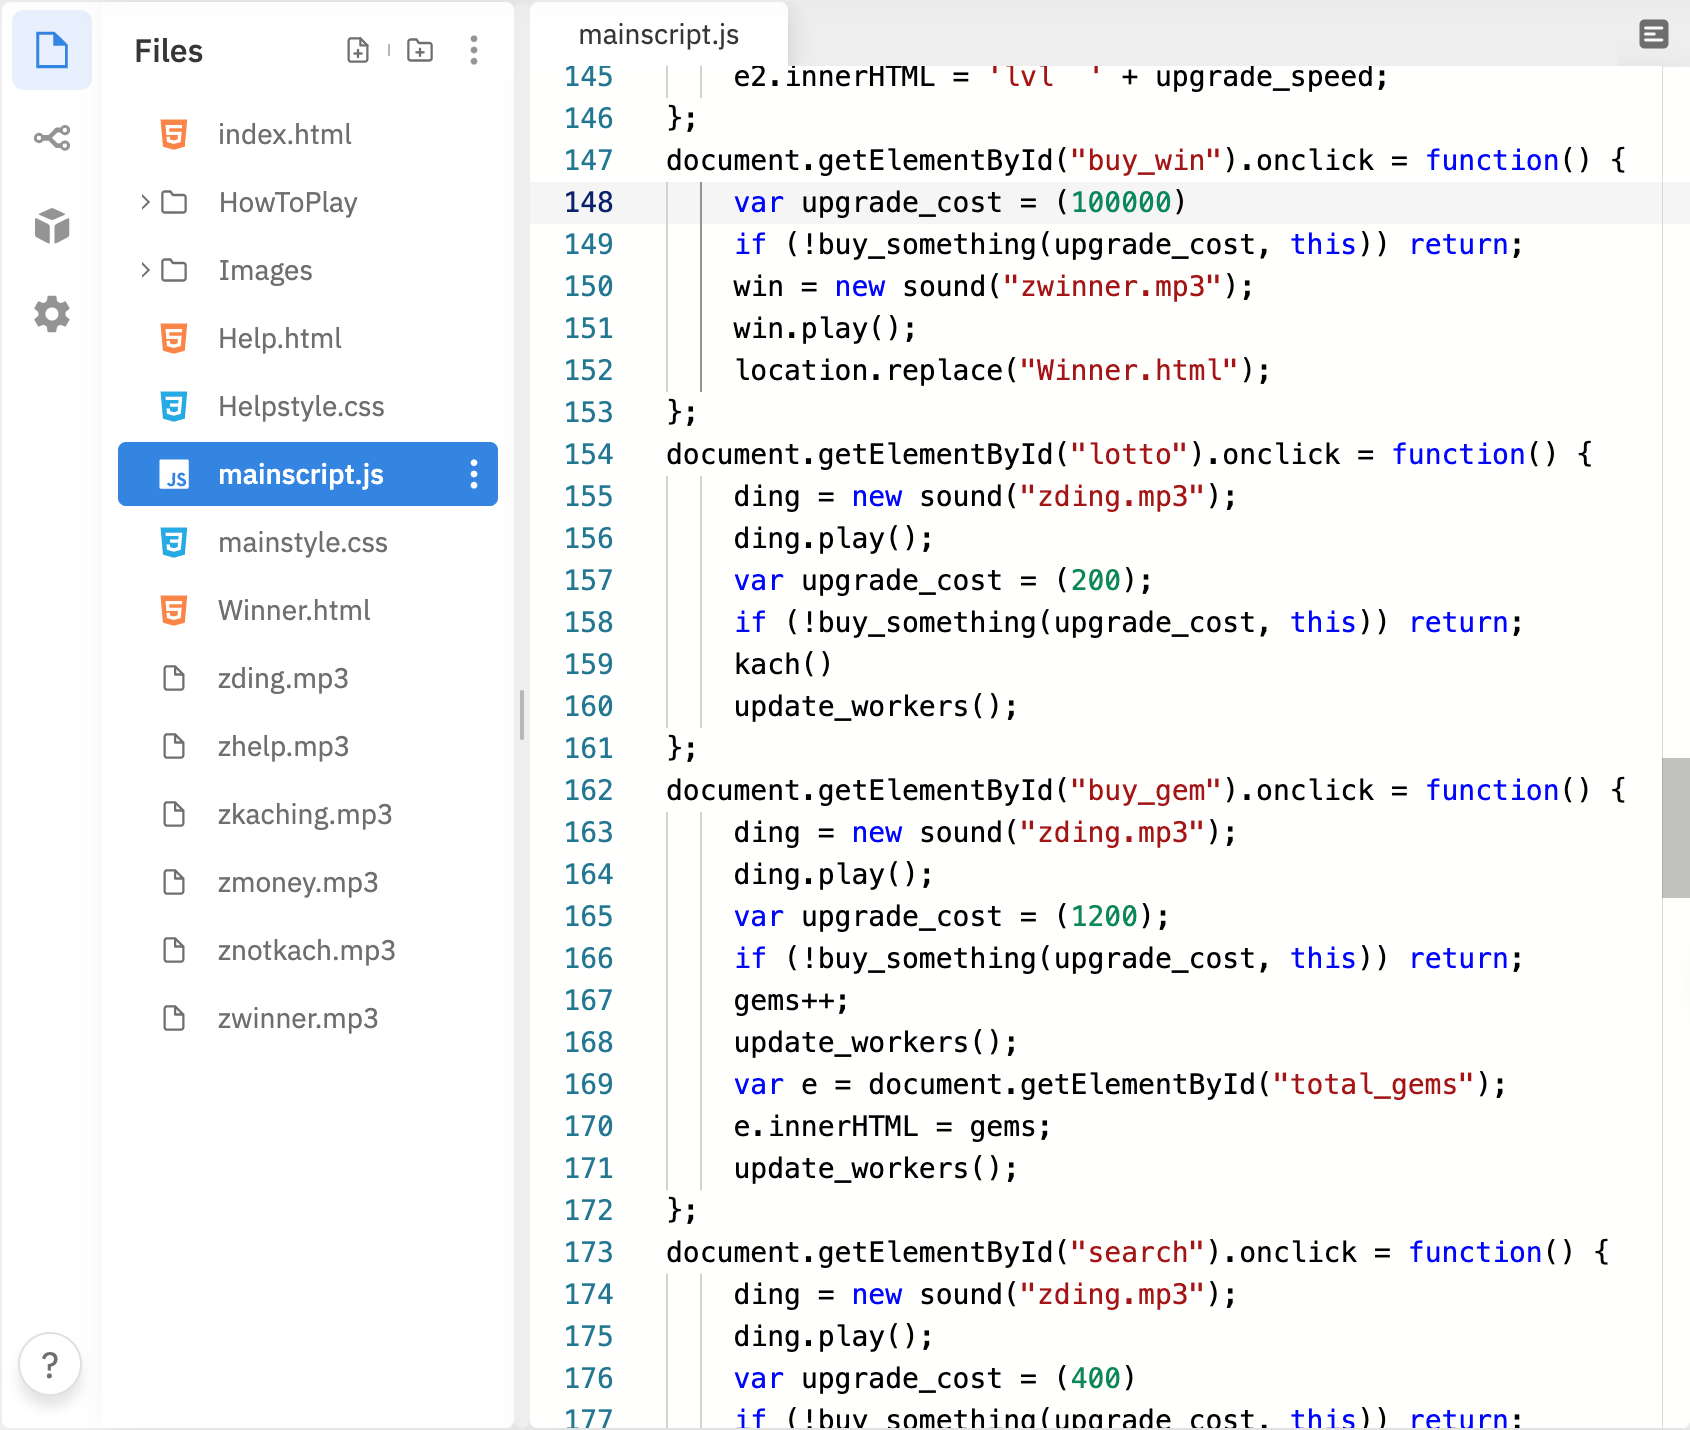 Files
index.html
HowToPlay
Images
Help.html
Helpstyle.css
mainscript.js
mainstyle.css
Winner.html
zding.mp3
zhelp.mp3
zkaching.mp3
zmoney.mp3
znotkach.mp3
zwinner.mp3
?
mainscript.js
145 e2.innerHTML = 'lvl  ' + upgrade_speed;
146 };
147 document.getElementById("buy_win").onclick = function() {
148     var upgrade_cost = (100000)
149     if (!buy_something(upgrade_cost, this)) return;
150     win = new sound("zwinner.mp3");
151     win.play();
152     location.replace("Winner.html");
153 };
154 document.getElementById("lotto").onclick = function() {
155     ding = new sound("zding.mp3");
156     ding.play();
157     var upgrade_cost = (200);
158     if (!buy_something(upgrade_cost, this)) return;
159     kach()
160     update_workers();
161 };
162 document.getElementById("buy_gem").onclick = function() {
163     ding = new sound("zding.mp3");
164     ding.play();
165     var upgrade_cost = (1200);
166     if (!buy_something(upgrade_cost, this)) return;
167     gems++;
168     update_workers();
169     var e = document.getElementById("total_gems");
170     e.innerHTML = gems;
171     update_workers();
172 };
173 document.getElementById("search").onclick = function() {
174     ding = new sound("zding.mp3");
175     ding.play();
176     var upgrade_cost = (400)
177     if (!buy_something(upgrade_cost, this)) return;